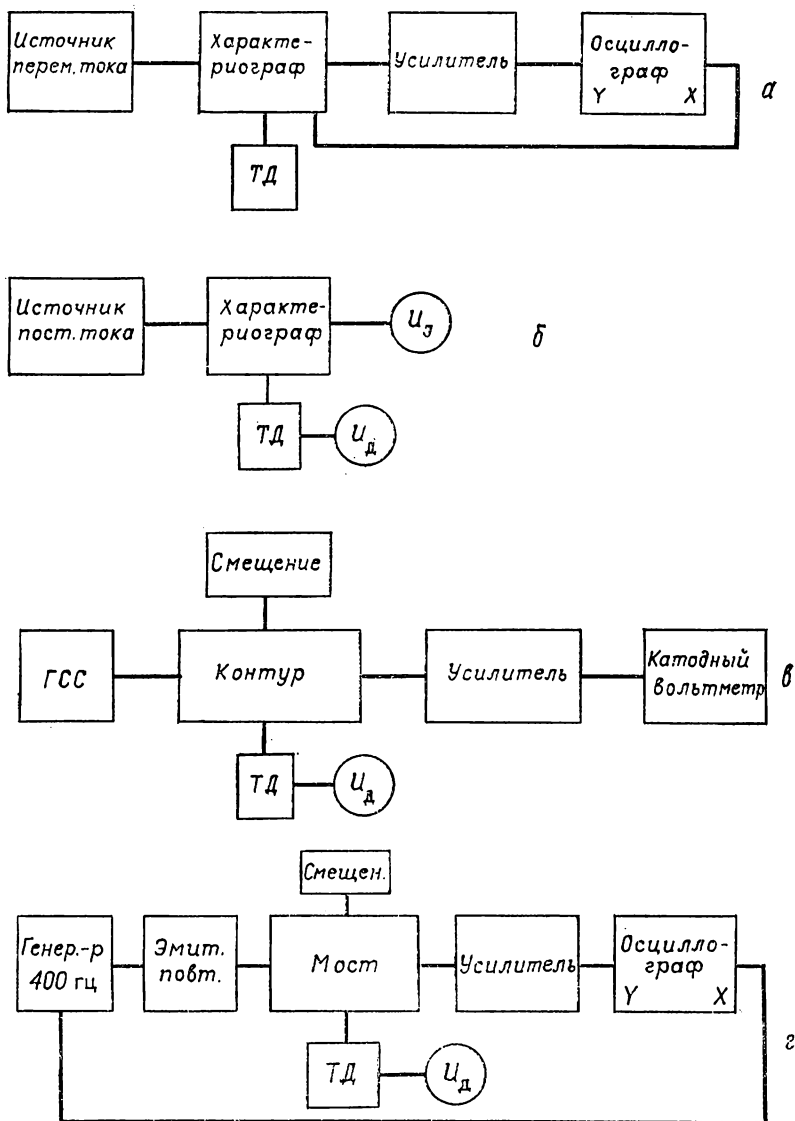 Источник
перем. тока
Характе-
риограф
Усилитель
Осцилло-
граф
Y X
а
ТД
Источник
пост. тока
Характе-
риограф
Uэ
б
ТД
Uд
Смещение
ГСС
Контур
Усилитель
Катодный
вольтметр
в
ТД
Uд
Смещен.
Генер.-р
400 гц
Эмит.
повт.
Мост
Усилитель
Осцилло-
граф
Y X
г
ТД
Uд